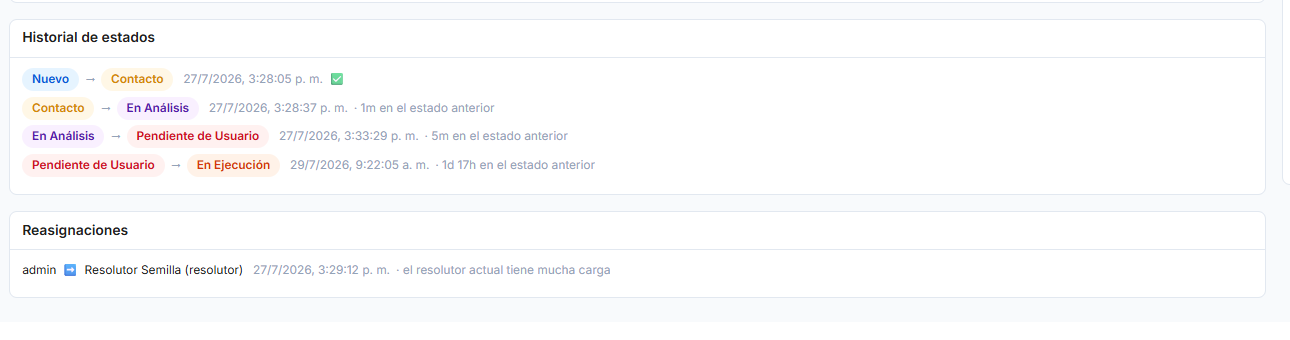 Historial de estados
Nuevo → Contacto 27/7/2026, 3:28:05 p. m. ✅
Contacto → En Análisis 27/7/2026, 3:28:37 p. m. · 1m en el estado anterior
En Análisis → Pendiente de Usuario 27/7/2026, 3:33:29 p. m. · 5m en el estado anterior
Pendiente de Usuario → En Ejecución 29/7/2026, 9:22:05 a. m. · 1d 17h en el estado anterior
Reasignaciones
admin ➡️ Resolutor Semilla (resolutor) 27/7/2026, 3:29:12 p. m. · el resolutor actual tiene mucha carga